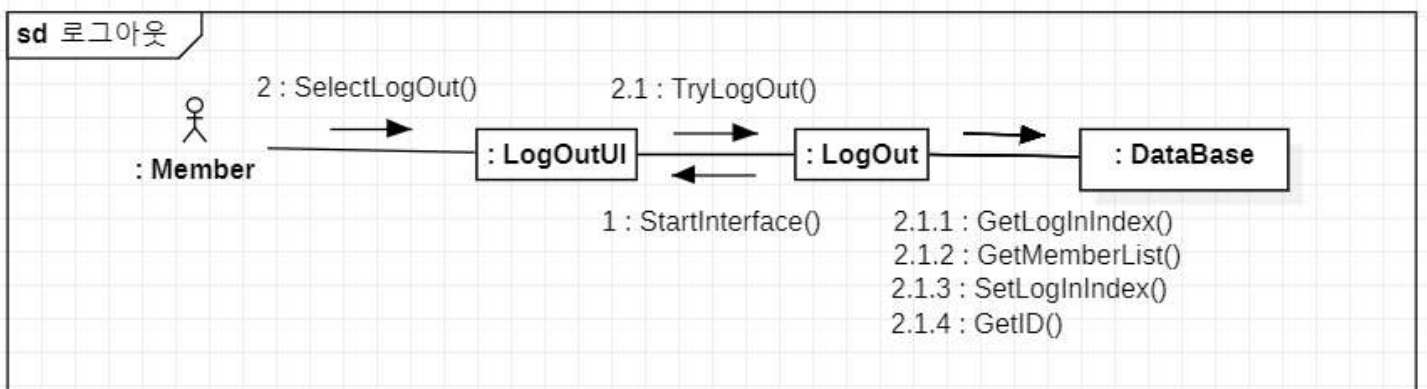 sd 로그아웃
2 : SelectLogOut()
2.1 : TryLogOut()
: Member
: LogOutUI
: LogOut
: DataBase
1 : StartInterface()
2.1.1 : GetLogInIndex()
2.1.2 : GetMemberList()
2.1.3 : SetLogInIndex()
2.1.4 : GetID()